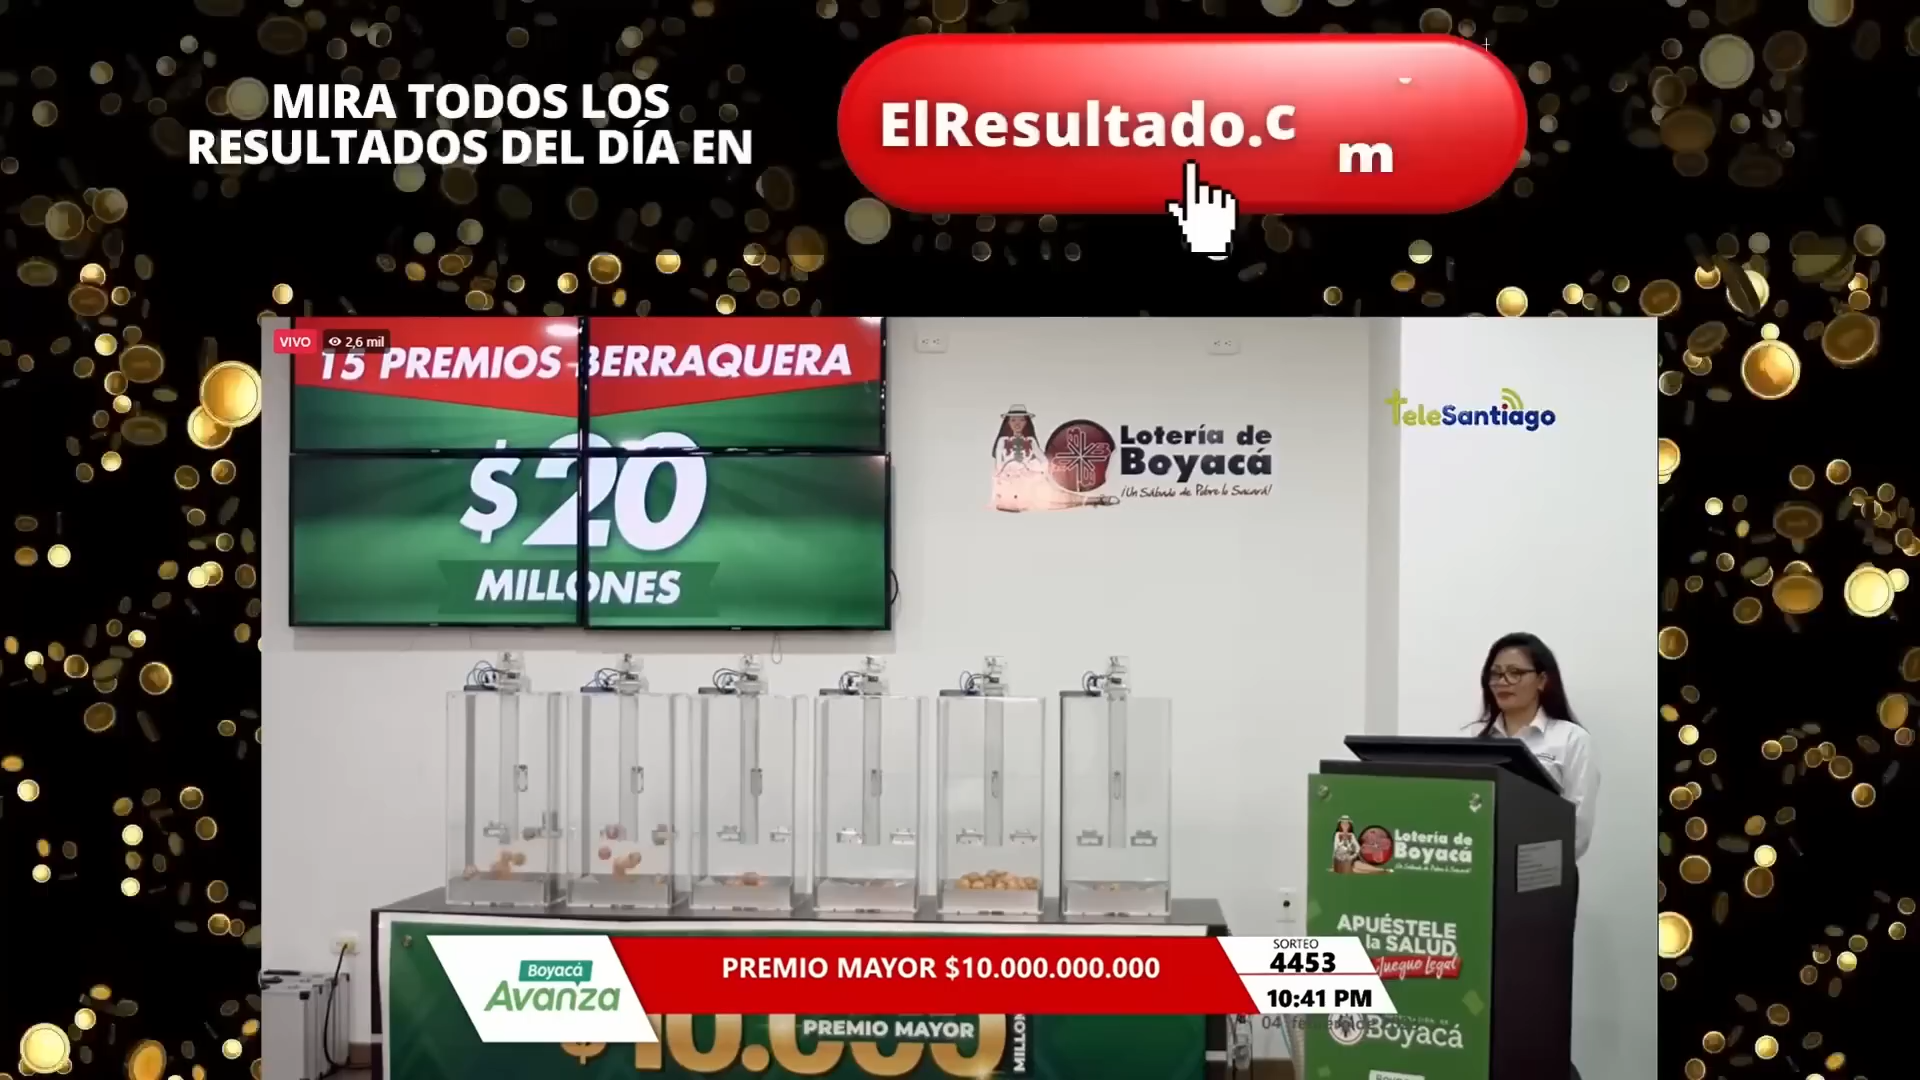 MIRA TODOS LOS
RESULTADOS DEL DÍA EN
ElResultado.c m
VIVO 2,6 mil
15 PREMIOS BERRAQUERA
$20
MILLONES
Lotería de
Boyacá
¡Un Sábado de Pobre lo Sacará!
teleSantiago
Lotería de
Boyacá
APUÉSTELE
a la SALUD
Juegue Legal
Boyacá
Avanza
PREMIO MAYOR $10.000.000.000
SORTEO
4453
10:41 PM
PREMIO MAYOR
Boyacá